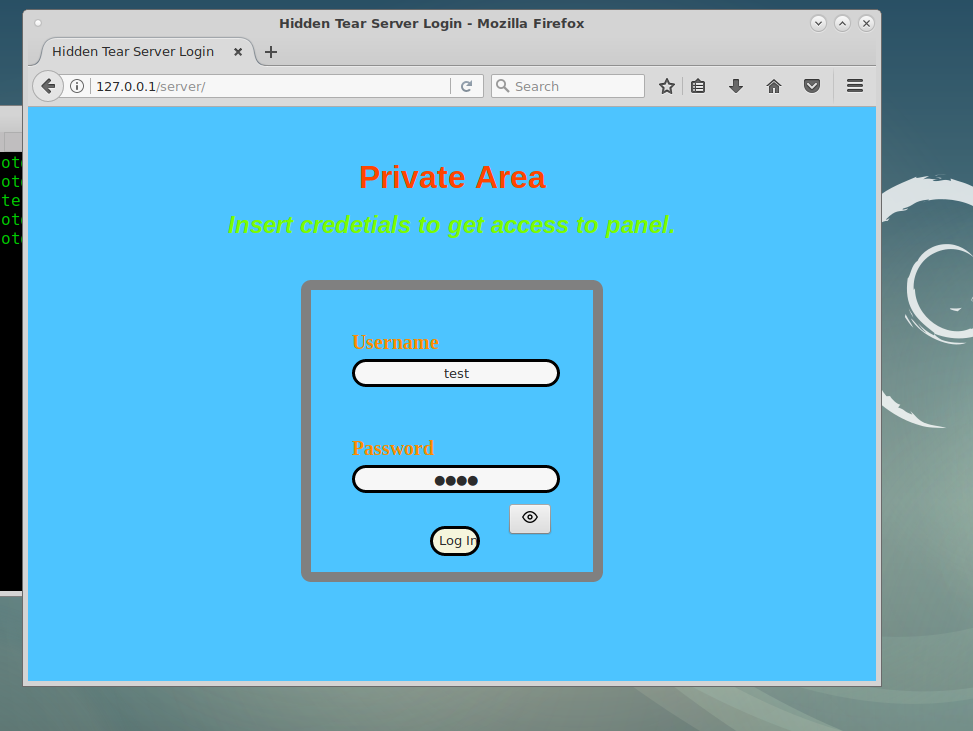 Hidden Tear Server Login - Mozilla Firefox
Hidden Tear Server Login
127.0.0.1/server/
Search
Private Area
Insert credetials to get access to panel.
Username
test
Password
Log In
ot
ot
te
ot
ot